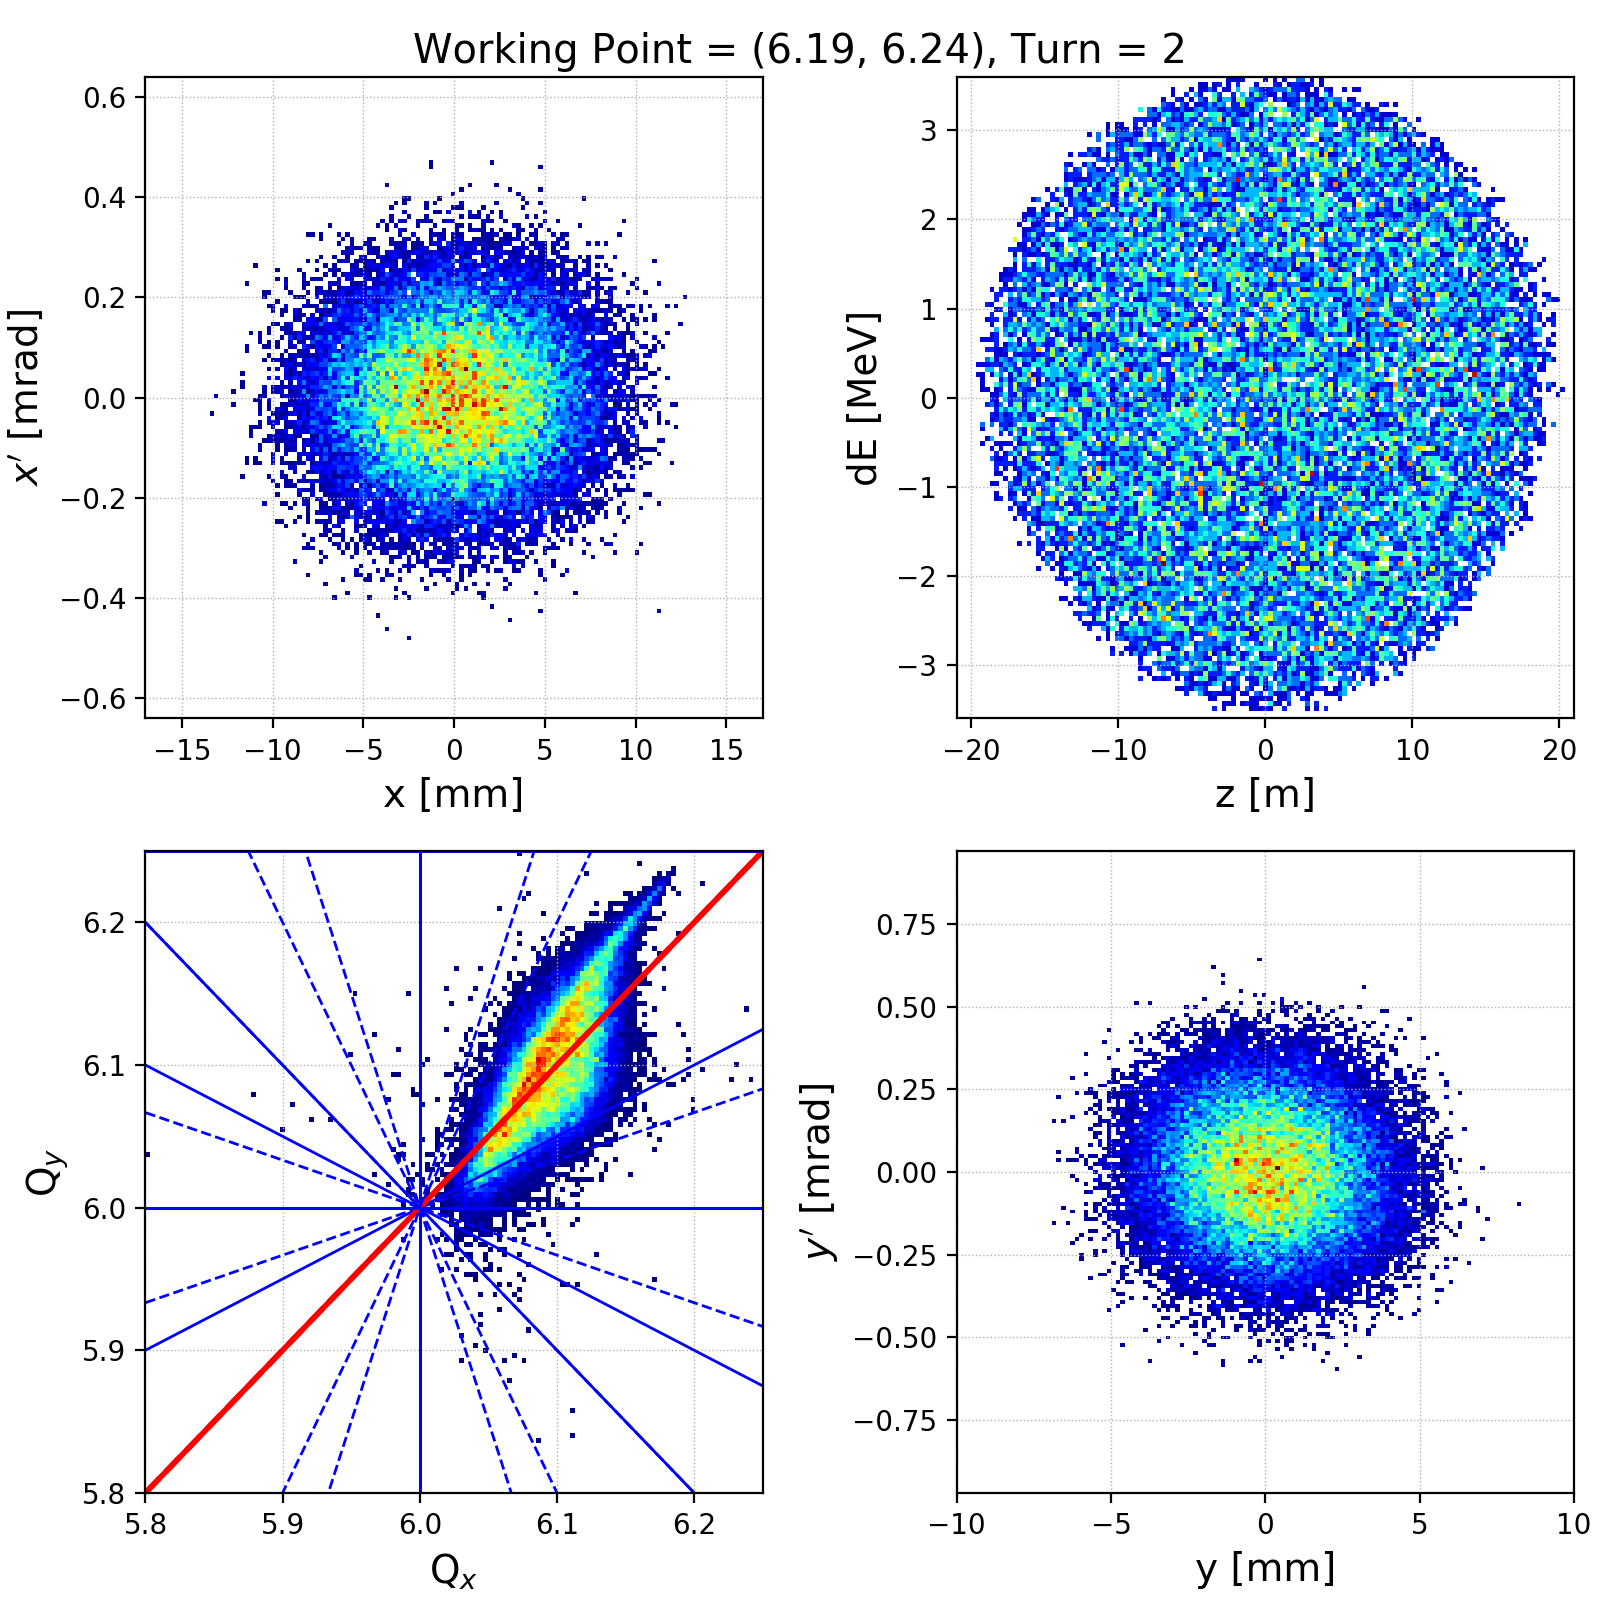 Working Point = (6.19, 6.24), Turn = 2
0.6
0.4
0.2
0.0
−0.2
−0.4
−0.6
x′ [mrad]
−15 −10 −5 0 5 10 15
x [mm]
3
2
1
0
−1
−2
−3
dE [MeV]
−20 −10 0 10 20
z [m]
6.2
6.1
6.0
5.9
5.8
Qy
5.8 5.9 6.0 6.1 6.2
Qx
0.75
0.50
0.25
0.00
−0.25
−0.50
−0.75
y′ [mrad]
−10 −5 0 5 10
y [mm]